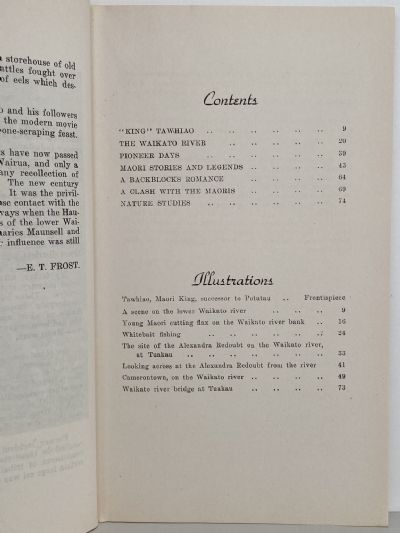 a storehouse of old
attles fought over
of eels which des-
o and his followers
the modern movie
one-scraping feast.
s have now passed
Wairua, and only a
any recollection of
The new century
It was the privil-
se contact with the
ways when the Hau-
s of the lower Wai-
naries Maunsell and
r influence was still
—E. T. FROST.
Contents
"KING" TAWHIAO .. .. .. .. .. .. 9
THE WAIKATO RIVER .. .. .. .. .. 20
PIONEER DAYS .. .. .. .. .. .. 39
MAORI STORIES AND LEGENDS .. .. .. .. 45
A BACKBLOCKS ROMANCE .. .. .. .. 64
A CLASH WITH THE MAORIS .. .. .. .. 69
NATURE STUDIES .. .. .. .. .. .. 74
Illustrations
Tawhiao, Maori King, successor to Potatau .. Frontispiece
A scene on the lower Waikato river .. .. .. 9
Young Maori cutting flax on the Waikato river bank .. 16
Whitebait fishing .. .. .. .. .. .. 24
The site of the Alexandra Redoubt on the Waikato river,
at Tuakau .. .. .. .. .. .. .. 33
Looking across at the Alexandra Redoubt from the river 41
Camerontown, on the Waikato river .. .. .. 49
Waikato river bridge at Tuakau .. .. .. .. 73